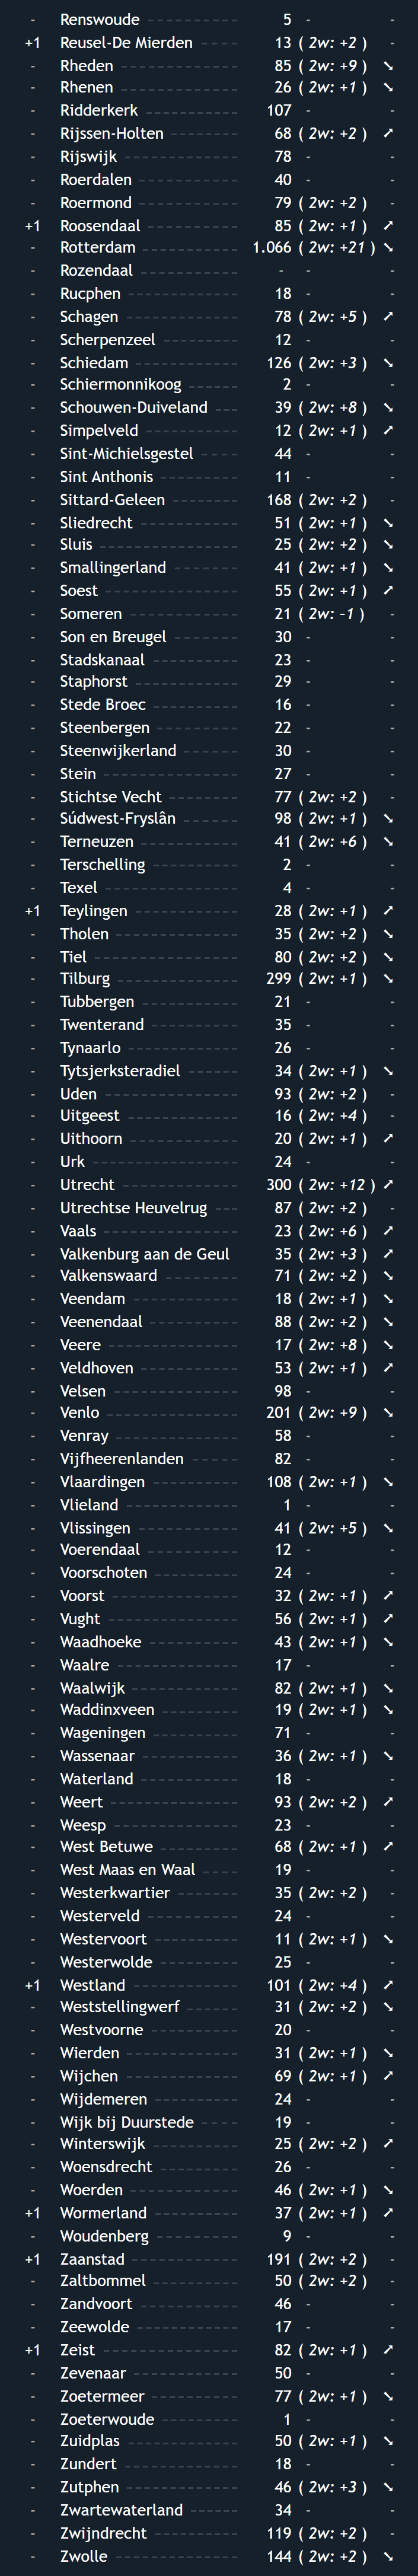 - Renswoude 5 - -
+1 Reusel-De Mierden 13 ( 2w: +2 ) -
- Rheden 85 ( 2w: +9 ) ➘
- Rhenen 26 ( 2w: +1 ) ➘
- Ridderkerk 107 - -
- Rijssen-Holten 68 ( 2w: +2 ) ➚
- Rijswijk 78 - -
- Roerdalen 40 - -
- Roermond 79 ( 2w: +2 ) -
+1 Roosendaal 85 ( 2w: +1 ) ➚
- Rotterdam 1.066 ( 2w: +21 ) ➘
- Rozendaal - - -
- Rucphen 18 - -
- Schagen 78 ( 2w: +5 ) ➚
- Scherpenzeel 12 - -
- Schiedam 126 ( 2w: +3 ) ➘
- Schiermonnikoog 2 - -
- Schouwen-Duiveland 39 ( 2w: +8 ) ➘
- Simpelveld 12 ( 2w: +1 ) ➚
- Sint-Michielsgestel 44 - -
- Sint Anthonis 11 - -
- Sittard-Geleen 168 ( 2w: +2 ) -
- Sliedrecht 51 ( 2w: +1 ) ➘
- Sluis 25 ( 2w: +2 ) ➘
- Smallingerland 41 ( 2w: +1 ) ➘
- Soest 55 ( 2w: +1 ) ➚
- Someren 21 ( 2w: -1 ) -
- Son en Breugel 30 - -
- Stadskanaal 23 - -
- Staphorst 29 - -
- Stede Broec 16 - -
- Steenbergen 22 - -
- Steenwijkerland 30 - -
- Stein 27 - -
- Stichtse Vecht 77 ( 2w: +2 ) -
- Súdwest-Fryslân 98 ( 2w: +1 ) ➘
- Terneuzen 41 ( 2w: +6 ) ➘
- Terschelling 2 - -
- Texel 4 - -
+1 Teylingen 28 ( 2w: +1 ) ➚
- Tholen 35 ( 2w: +2 ) ➘
- Tiel 80 ( 2w: +2 ) ➘
- Tilburg 299 ( 2w: +1 ) ➘
- Tubbergen 21 - -
- Twenterand 35 - -
- Tynaarlo 26 - -
- Tytsjerksteradiel 34 ( 2w: +1 ) ➘
- Uden 93 ( 2w: +2 ) -
- Uitgeest 16 ( 2w: +4 ) -
- Uithoorn 20 ( 2w: +1 ) ➚
- Urk 24 - -
- Utrecht 300 ( 2w: +12 ) ➚
- Utrechtse Heuvelrug 87 ( 2w: +2 ) -
- Vaals 23 ( 2w: +6 ) ➚
- Valkenburg aan de Geul 35 ( 2w: +3 ) ➚
- Valkenswaard 71 ( 2w: +2 ) ➘
- Veendam 18 ( 2w: +1 ) ➘
- Veenendaal 88 ( 2w: +2 ) ➘
- Veere 17 ( 2w: +8 ) ➘
- Veldhoven 53 ( 2w: +1 ) ➚
- Velsen 98 - -
- Venlo 201 ( 2w: +9 ) ➘
- Venray 58 - -
- Vijfheerenlanden 82 - -
- Vlaardingen 108 ( 2w: +1 ) ➘
- Vlieland 1 - -
- Vlissingen 41 ( 2w: +5 ) ➘
- Voerendaal 12 - -
- Voorschoten 24 - -
- Voorst 32 ( 2w: +1 ) ➚
- Vught 56 ( 2w: +1 ) ➚
- Waadhoeke 43 ( 2w: +1 ) ➘
- Waalre 17 - -
- Waalwijk 82 ( 2w: +1 ) ➘
- Waddinxveen 19 ( 2w: +1 ) ➘
- Wageningen 71 - -
- Wassenaar 36 ( 2w: +1 ) ➘
- Waterland 18 - -
- Weert 93 ( 2w: +2 ) ➚
- Weesp 23 - -
- West Betuwe 68 ( 2w: +1 ) ➚
- West Maas en Waal 19 - -
- Westerkwartier 35 ( 2w: +2 ) -
- Westerveld 24 - -
- Westervoort 11 ( 2w: +1 ) ➘
- Westerwolde 25 - -
+1 Westland 101 ( 2w: +4 ) ➚
- Weststellingwerf 31 ( 2w: +2 ) ➘
- Westvoorne 20 - -
- Wierden 31 ( 2w: +1 ) ➘
- Wijchen 69 ( 2w: +1 ) ➚
- Wijdemeren 24 - -
- Wijk bij Duurstede 19 - -
- Winterswijk 25 ( 2w: +2 ) ➚
- Woensdrecht 26 - -
- Woerden 46 ( 2w: +1 ) ➘
+1 Wormerland 37 ( 2w: +1 ) ➚
- Woudenberg 9 - -
+1 Zaanstad 191 ( 2w: +2 ) -
- Zaltbommel 50 ( 2w: +2 ) -
- Zandvoort 46 - -
- Zeewolde 17 - -
+1 Zeist 82 ( 2w: +1 ) ➚
- Zevenaar 50 - -
- Zoetermeer 77 ( 2w: +1 ) ➘
- Zoeterwoude 1 - -
- Zuidplas 50 ( 2w: +1 ) ➘
- Zundert 18 - -
- Zutphen 46 ( 2w: +3 ) ➘
- Zwartewaterland 34 - -
- Zwijndrecht 119 ( 2w: +2 ) -
- Zwolle 144 ( 2w: +2 ) ➘